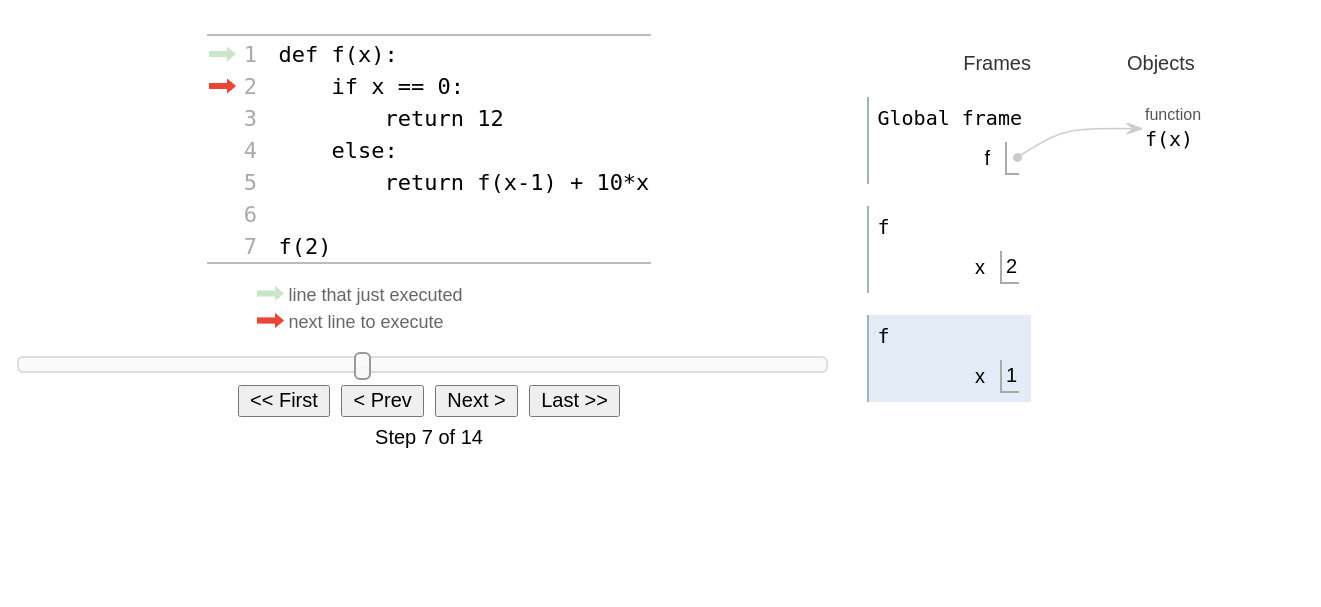 1 def f(x):
2     if x == 0:
3         return 12
4     else:
5         return f(x-1) + 10*x
6
7 f(2)
line that just executed
next line to execute
<< First < Prev Next > Last >>
Step 7 of 14
Frames Objects
Global frame
f
function
f(x)
f
x 2
f
x 1